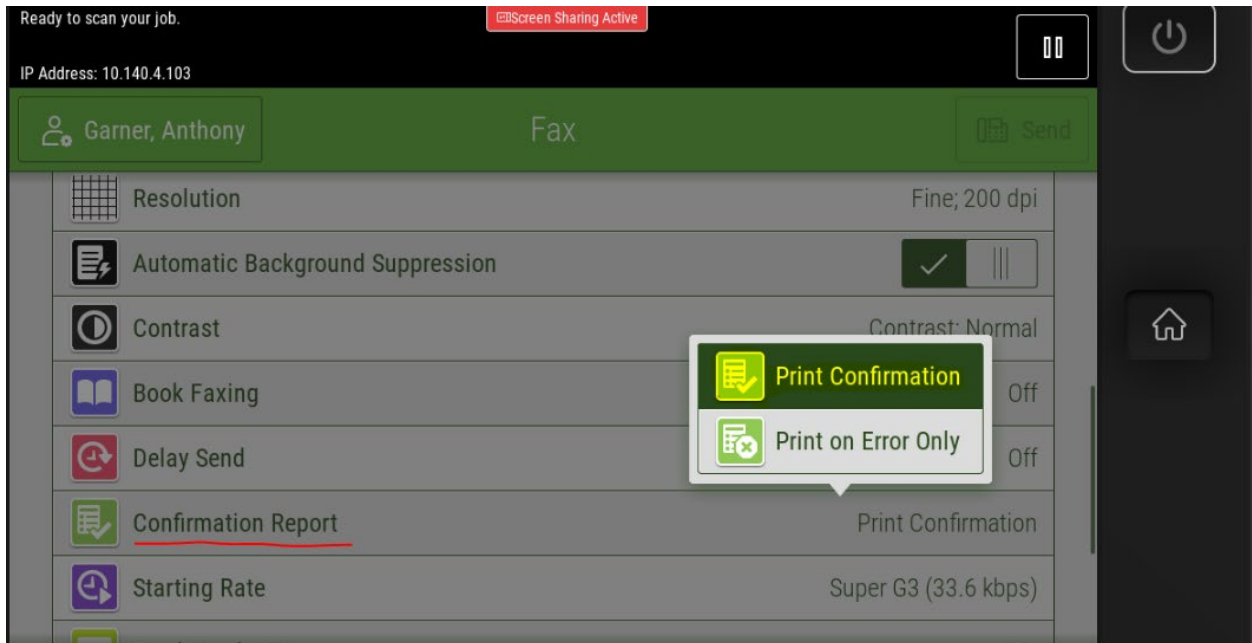 Ready to scan your job.
Screen Sharing Active
IP Address: 10.140.4.103
Garner, Anthony
Fax
Send
Resolution
Fine; 200 dpi
Automatic Background Suppression
Contrast
Contrast: Normal
Print Confirmation
Book Faxing
Off
Print on Error Only
Delay Send
Off
Confirmation Report
Print Confirmation
Starting Rate
Super G3 (33.6 kbps)